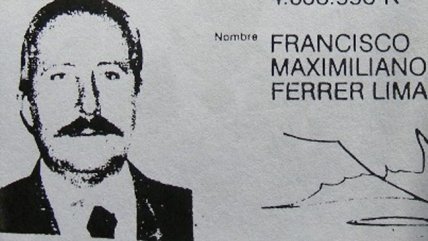 Nombre FRANCISCO
MAXIMILIANO
FERRER LIMA